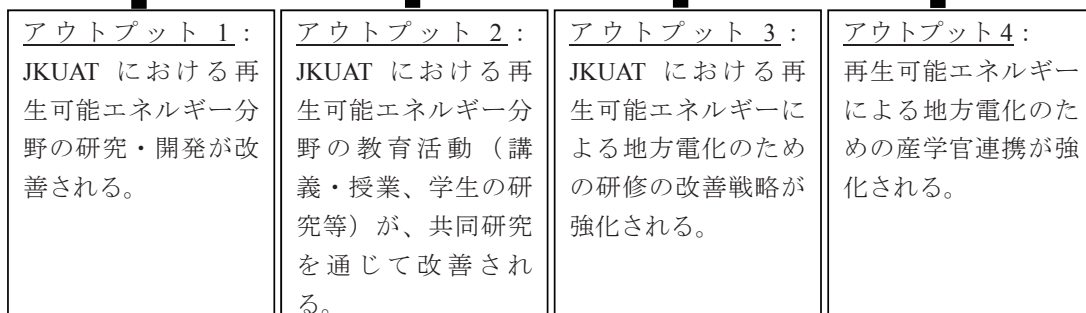 アウトプット 1：
JKUAT における再
生可能エネルギー分
野の研究・開発が改
善される。
アウトプット 2：
JKUAT における再
生可能エネルギー分
野の教育活動（講
義・授業、学生の研
究等）が、共同研究
を通じて改善され
る。
アウトプット 3：
JKUAT における再
生可能エネルギーに
よる地方電化のため
の研修の改善戦略が
強化される。
アウトプット 4：
再生可能エネルギー
による地方電化のた
めの産学官連携が強
化される。